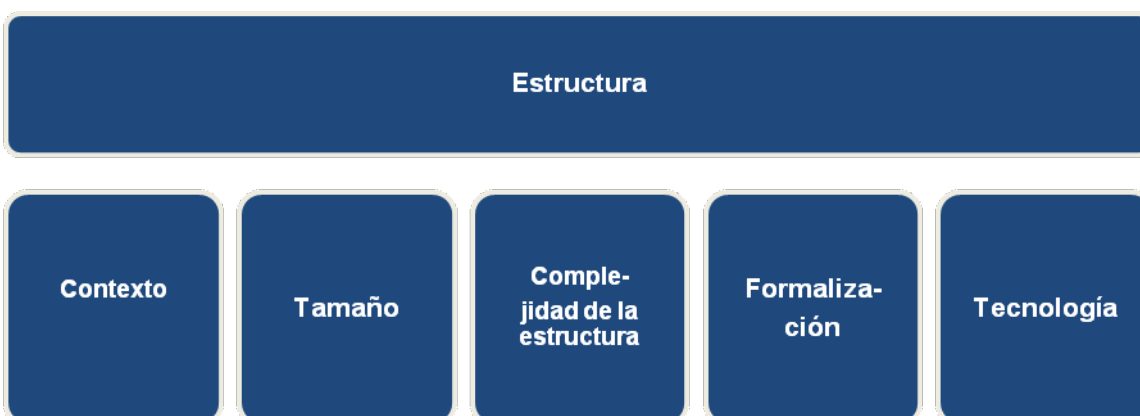 Estructura
Contexto
Tamaño
Comple-
jidad de la
estructura
Formaliza-
ción
Tecnología